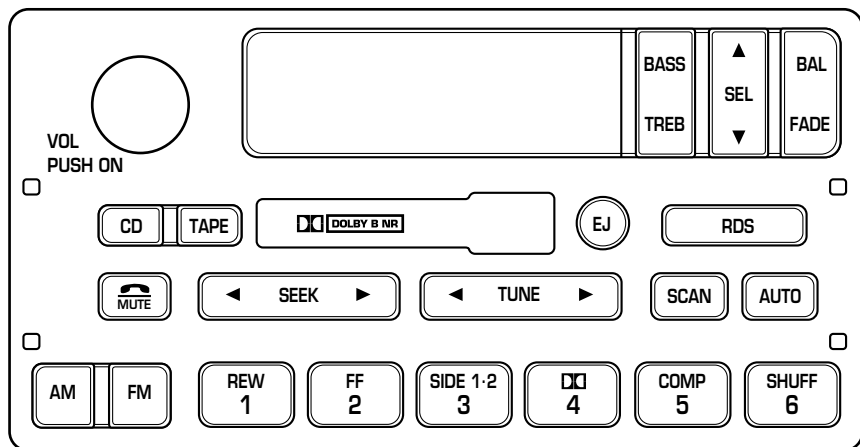 BASS
TREB
SEL
BAL
FADE
VOL
PUSH ON
CD
TAPE
DOLBY B NR
EJ
RDS
MUTE
SEEK
TUNE
SCAN
AUTO
AM
FM
REW
1
FF
2
SIDE 1·2
3
4
COMP
5
SHUFF
6